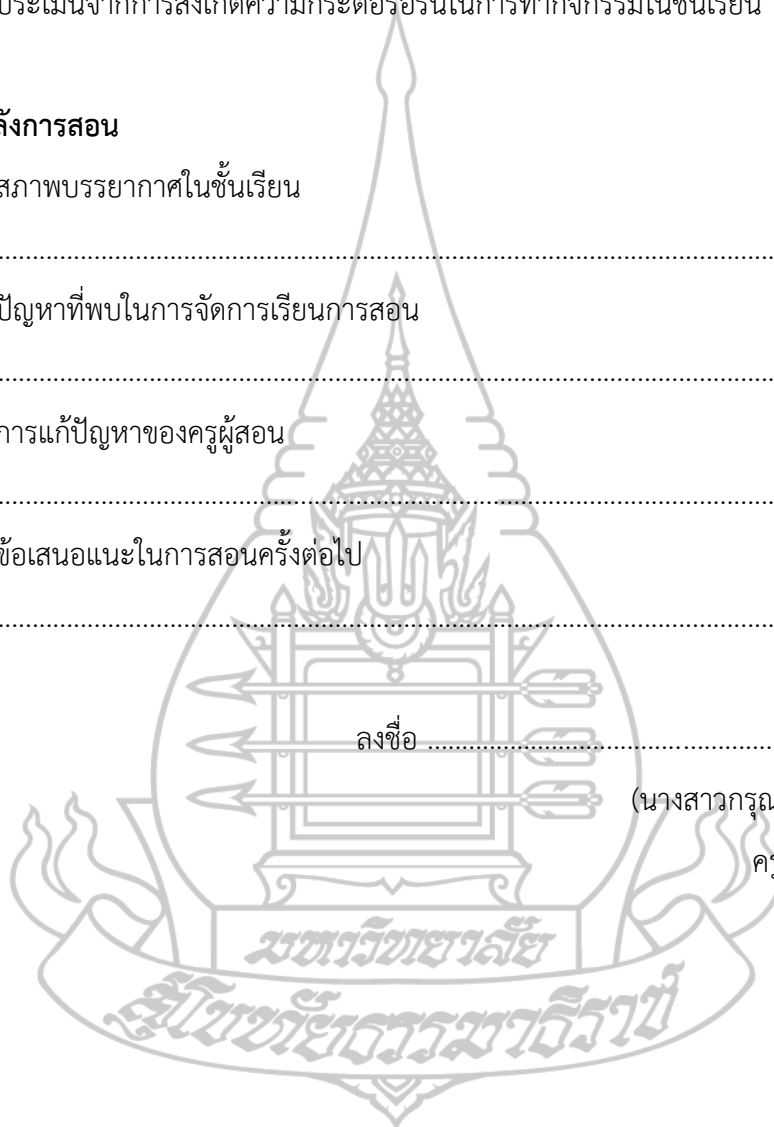 ประเมินจากการสังเกตความกระตือรือร้นในการทำกิจกรรมในชั้นเรียน
ลังการสอน
สภาพบรรยากาศในชั้นเรียน
................................................................................................
ปัญหาที่พบในการจัดการเรียนการสอน
................................................................................................
การแก้ปัญหาของครูผู้สอน
................................................................................................
ข้อเสนอแนะในการสอนครั้งต่อไป
................................................................................................
ลงชื่อ ...........................................
(นางสาวกรุณ
ครู
มหาวิทยาลัย
สุโขทัยธรรมาธิราช